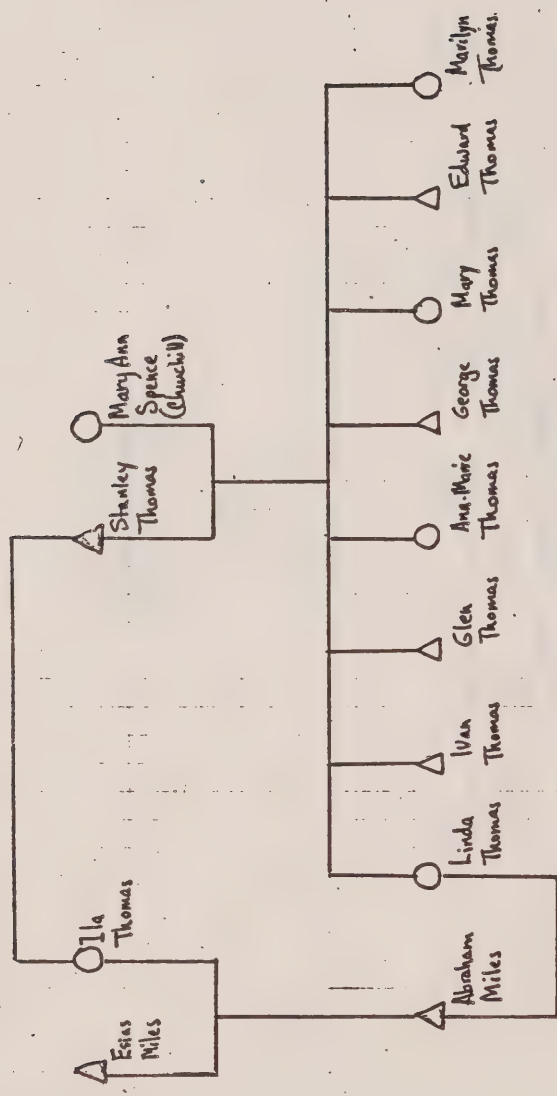 Esias
Miles
Ila
Thomas
Stanley
Thomas
Mary Ann
Spence
(Churchill)
Abraham
Miles
Linda
Thomas
Ivan
Thomas
Glen
Thomas
Ann-Marie
Thomas
George
Thomas
Mary
Thomas
Edward
Thomas
Marilyn
Thomas.